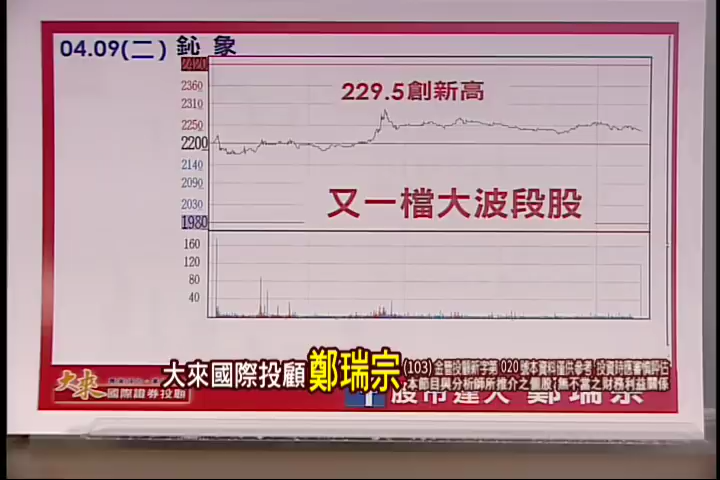 04.09(二) 鈊象
2420
2360
2310
2250
2200
2140
2090
2030
1980
160
120
80
40
229.5創新高
又一檔大波段股
大來國際投顧 鄭瑞宗
(103) 金管投顧新字第 020 號本資料僅供參考 投資時應審慎評估
本節目與分析師所推介之個股 無不當之財務利益關係
大來
國際證券投顧
股市達人 鄭瑞宗